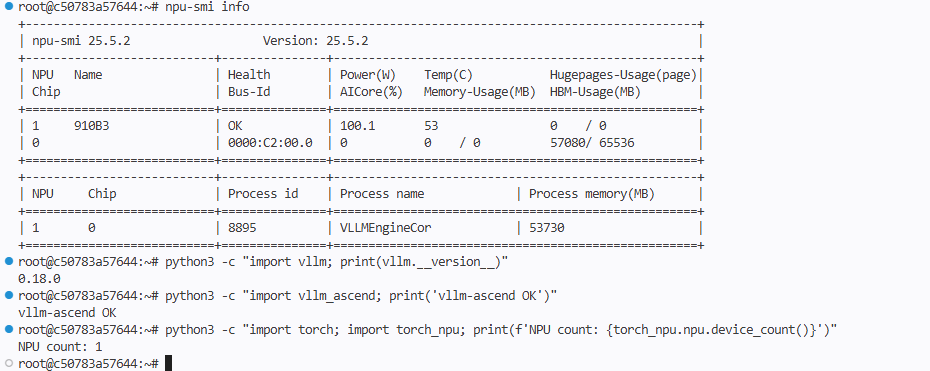 root@c50783a57644:~# npu-smi info
+------------------------------------------------------------------------------------------------+
| npu-smi 25.5.2                   Version: 25.5.2                                               |
+---------------------------+---------------+----------------------------------------------------+
| NPU   Name                | Health        | Power(W)    Temp(C)           Hugepages-Usage(page)|
| Chip                      | Bus-Id        | AICore(%)   Memory-Usage(MB)  HBM-Usage(MB)        |
+===========================+===============+====================================================+
| 1     910B3               | OK            | 100.1       53                0    / 0             |
| 0                         | 0000:C2:00.0  | 0           0    / 0          57080/ 65536         |
+===========================+===============+====================================================+
+---------------------------+---------------+----------------------------------------------------+
| NPU     Chip              | Process id    | Process name             | Process memory(MB)      |
+===========================+===============+====================================================+
| 1       0                 | 8895          | VLLMEngineCor            | 53730                   |
+===========================+===============+====================================================+
root@c50783a57644:~# python3 -c "import vllm; print(vllm.__version__)"
0.18.0
root@c50783a57644:~# python3 -c "import vllm_ascend; print('vllm-ascend OK')"
vllm-ascend OK
root@c50783a57644:~# python3 -c "import torch; import torch_npu; print(f'NPU count: {torch_npu.npu.device_count()}')"
NPU count: 1
root@c50783a57644:~#